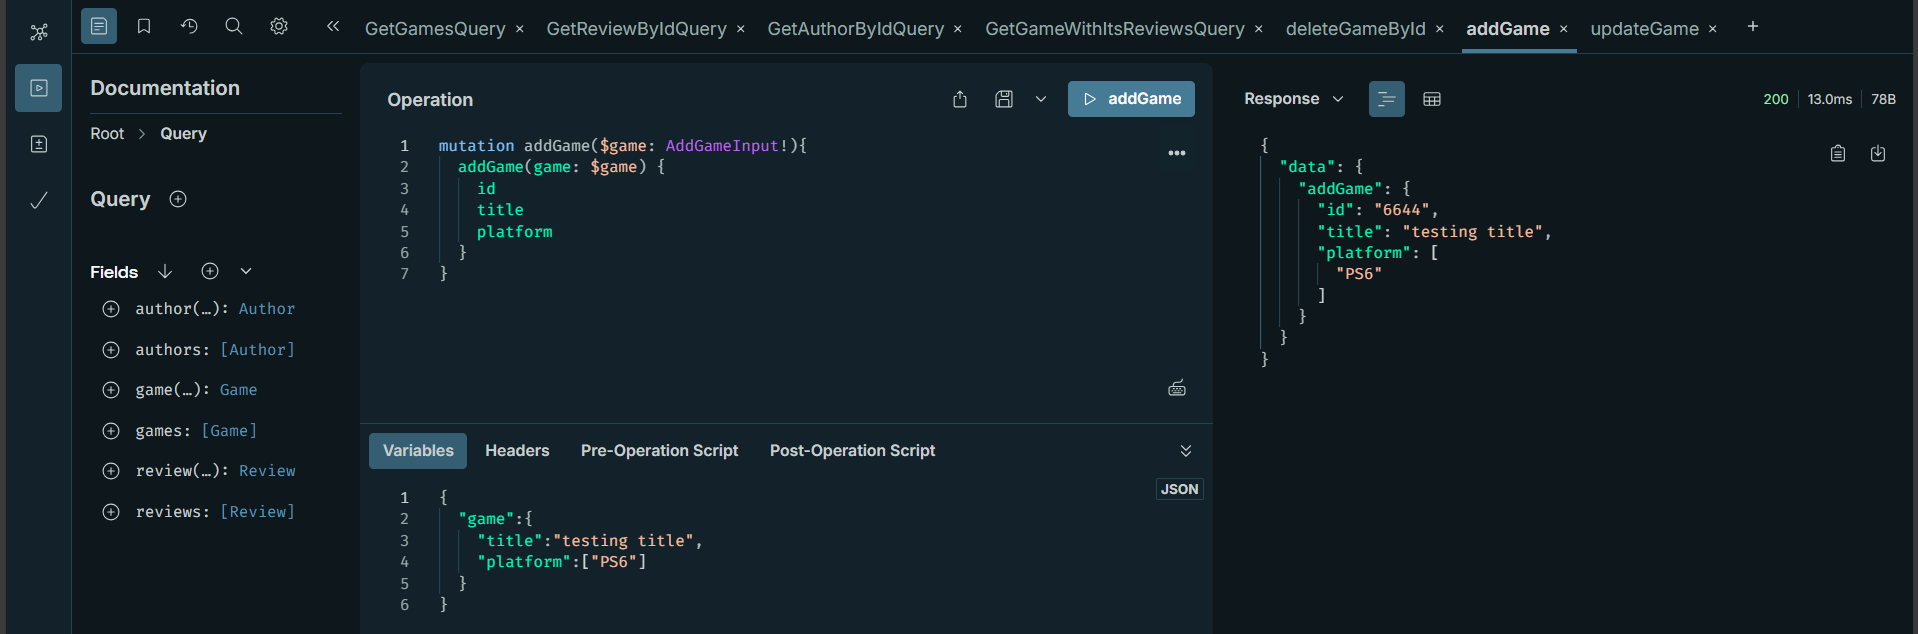 GetGamesQuery × GetReviewByIdQuery × GetAuthorByIdQuery × GetGameWithItsReviewsQuery × deleteGameById × addGame × updateGame × +
Documentation
Root > Query
Query
Fields
author(…): Author
authors: [Author]
game(…): Game
games: [Game]
review(…): Review
reviews: [Review]
Operation
addGame
1 mutation addGame($game: AddGameInput!){
2 addGame(game: $game) {
3 id
4 title
5 platform
6 }
7 }
Variables Headers Pre-Operation Script Post-Operation Script
JSON
1 {
2 "game":{
3 "title":"testing title",
4 "platform":["PS6"]
5 }
6 }
Response
200 13.0ms 78B
{
"data": {
"addGame": {
"id": "6644",
"title": "testing title",
"platform": [
"PS6"
]
}
}
}